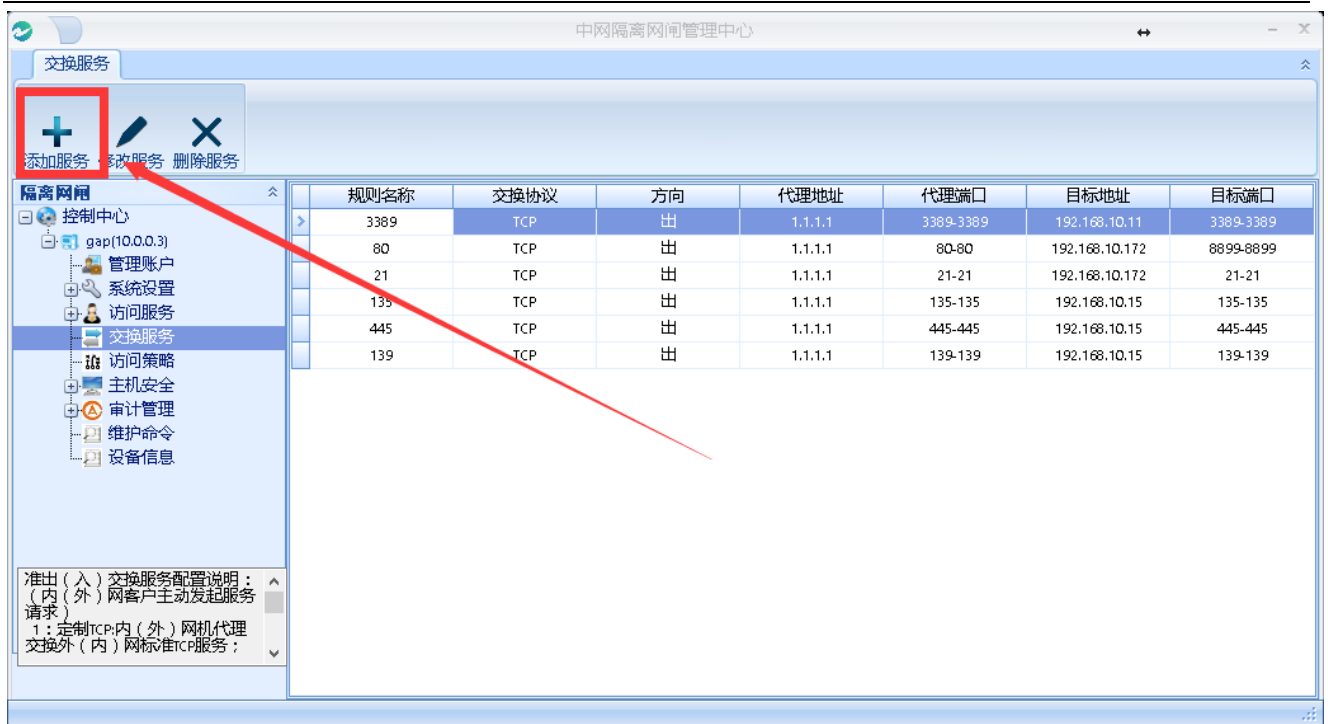 中网隔离网闸管理中心
交换服务
添加服务 修改服务 删除服务
隔离网闸
控制中心
gap(10.0.0.3)
管理账户
系统设置
访问服务
交换服务
访问策略
主机安全
审计管理
维护命令
设备信息
准出(入)交换服务配置说明:
(内(外)网客户主动发起服务
请求)
1:定制TCP:内(外)网机代理
交换外(内)网标准TCP服务;
规则名称 交换协议 方向 代理地址 代理端口 目标地址 目标端口
3389 TCP 出 1.1.1.1 3389-3389 192.168.10.11 3389-3389
80 TCP 出 1.1.1.1 80-80 192.168.10.172 8899-8899
21 TCP 出 1.1.1.1 21-21 192.168.10.172 21-21
135 TCP 出 1.1.1.1 135-135 192.168.10.15 135-135
445 TCP 出 1.1.1.1 445-445 192.168.10.15 445-445
139 TCP 出 1.1.1.1 139-139 192.168.10.15 139-139